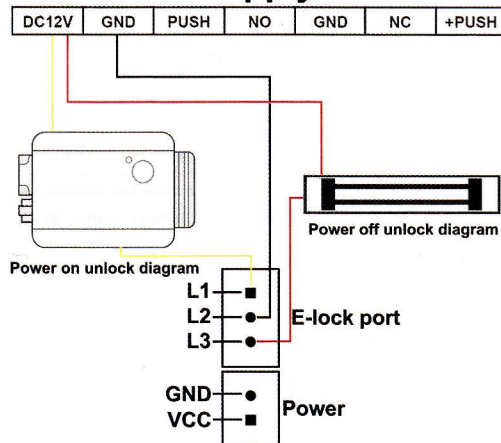 DC12V GND PUSH NO GND NC +PUSH
Power off unlock diagram
Power on unlock diagram
L1
L2
L3
E-lock port
GND
VCC
Power